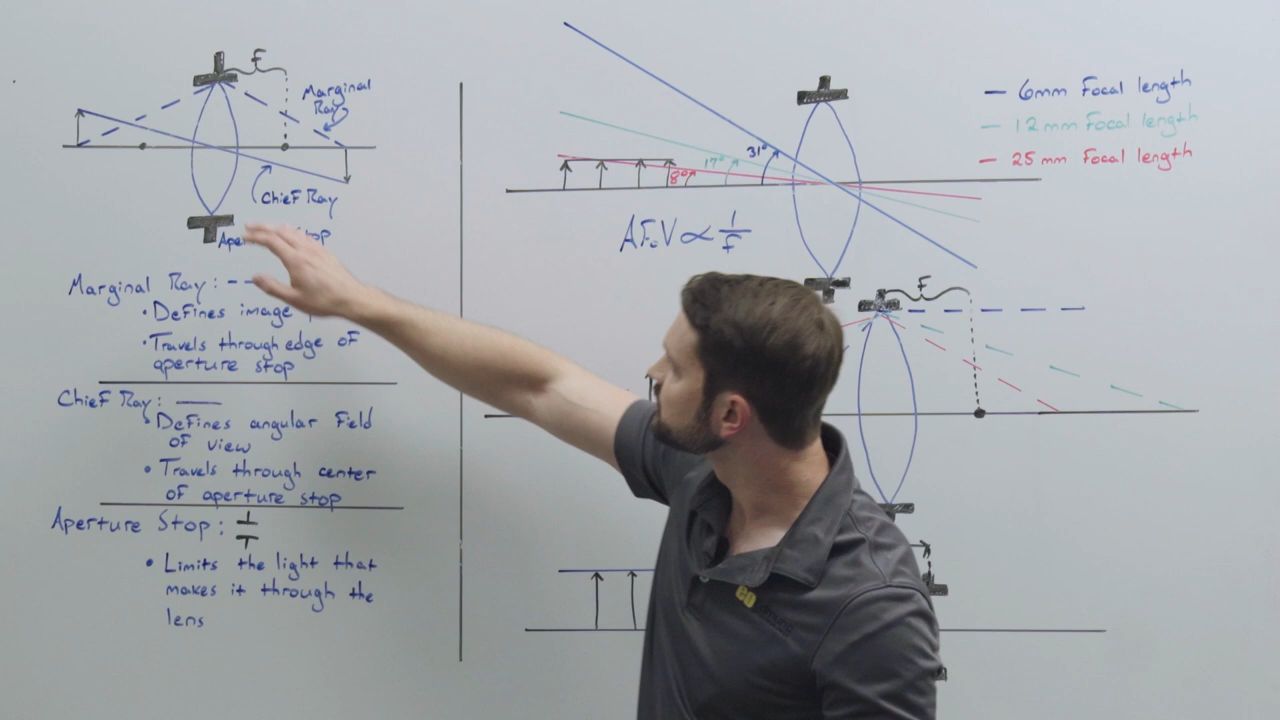 F
Marginal
Ray
Chief Ray
Marginal Ray: --
• Defines image
• Travels through edge of
aperture stop
Chief Ray: —
• Defines angular field
of view
• Travels through center
of aperture stop
Aperture Stop:
• Limits the light that
makes it through the
lens
6mm Focal length
12mm Focal length
25mm Focal length
31°
17°
8°
AFoV ∝ 1/f
F
eo